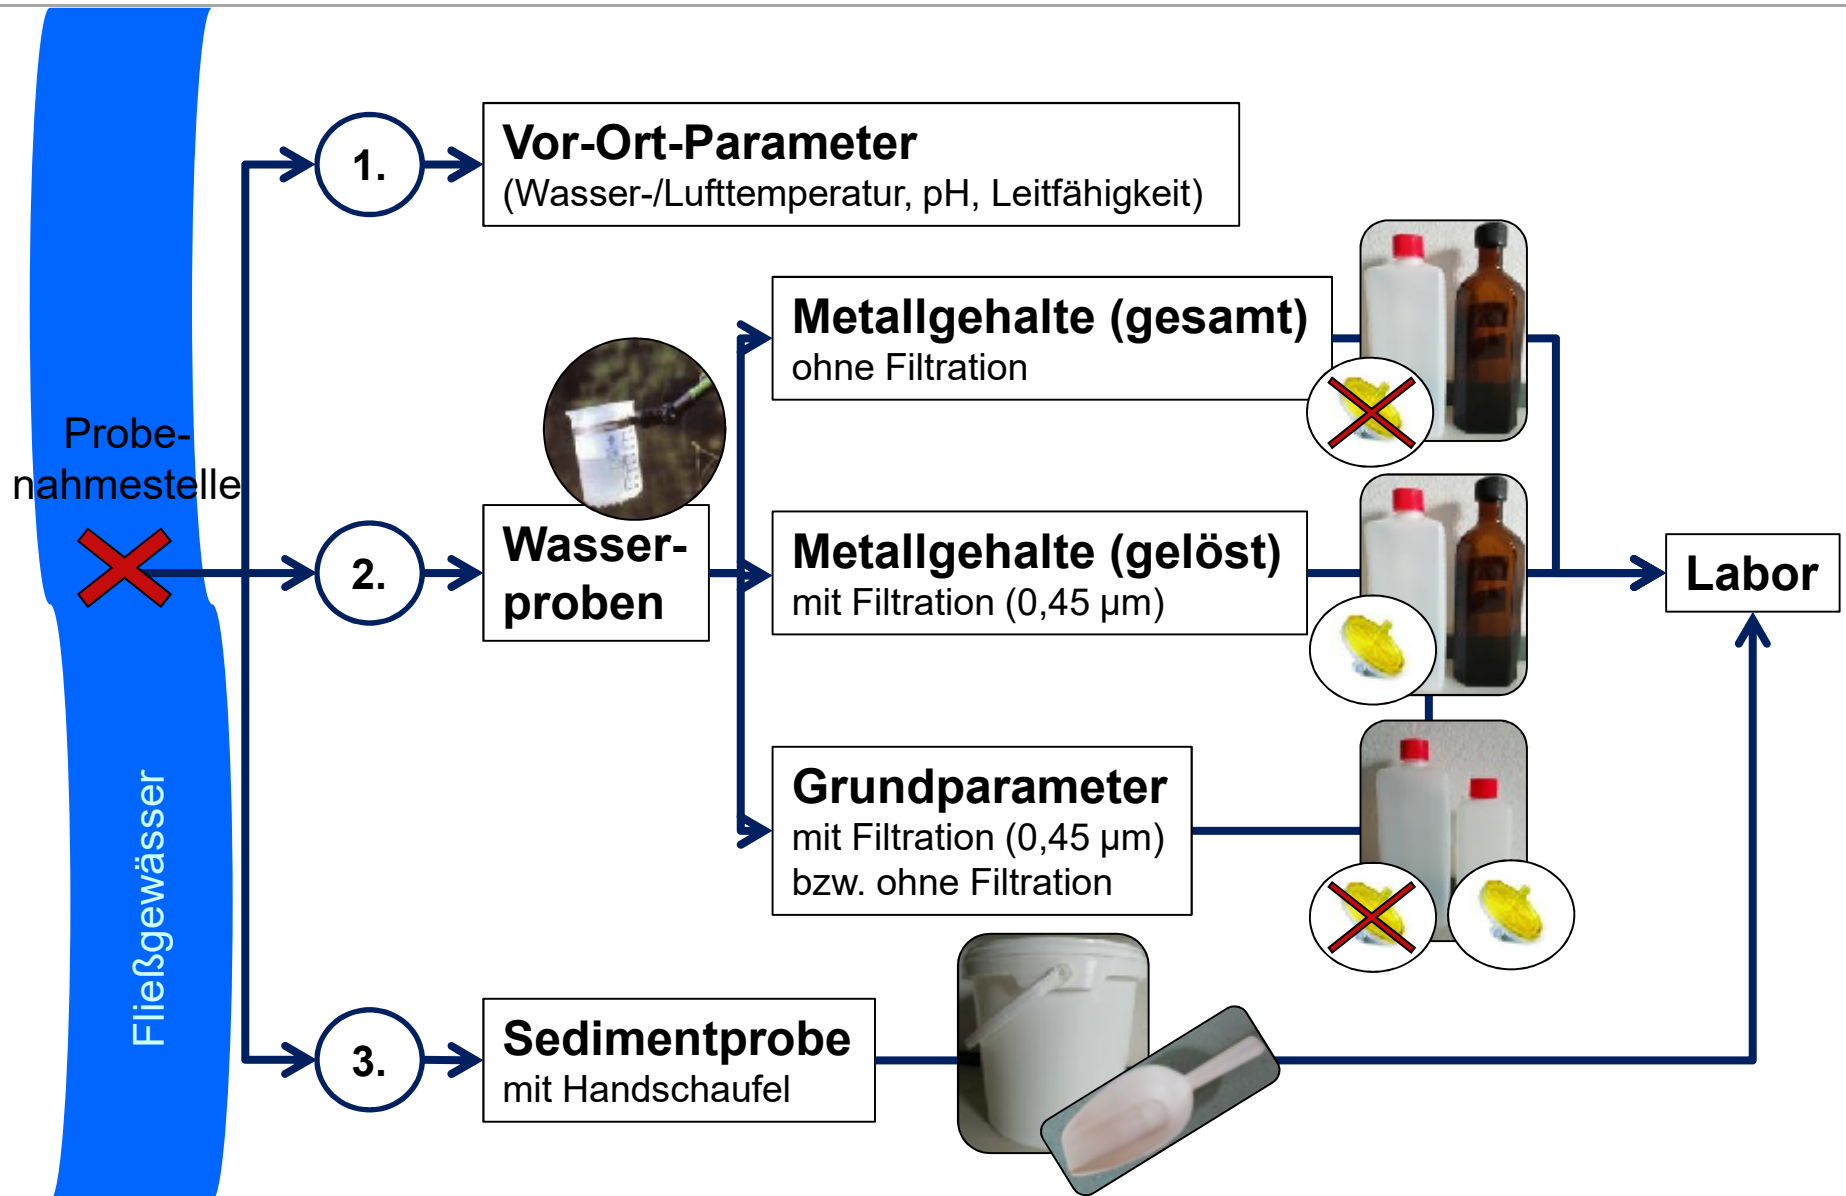 1.
Vor-Ort-Parameter
(Wasser-/Lufttemperatur, pH, Leitfähigkeit)
Metallgehalte (gesamt)
ohne Filtration
Probe-
nahmestelle
2.
Wasser-
proben
Metallgehalte (gelöst)
mit Filtration (0,45 µm)
Labor
Grundparameter
mit Filtration (0,45 µm)
bzw. ohne Filtration
Fließgewässer
3.
Sedimentprobe
mit Handschaufel